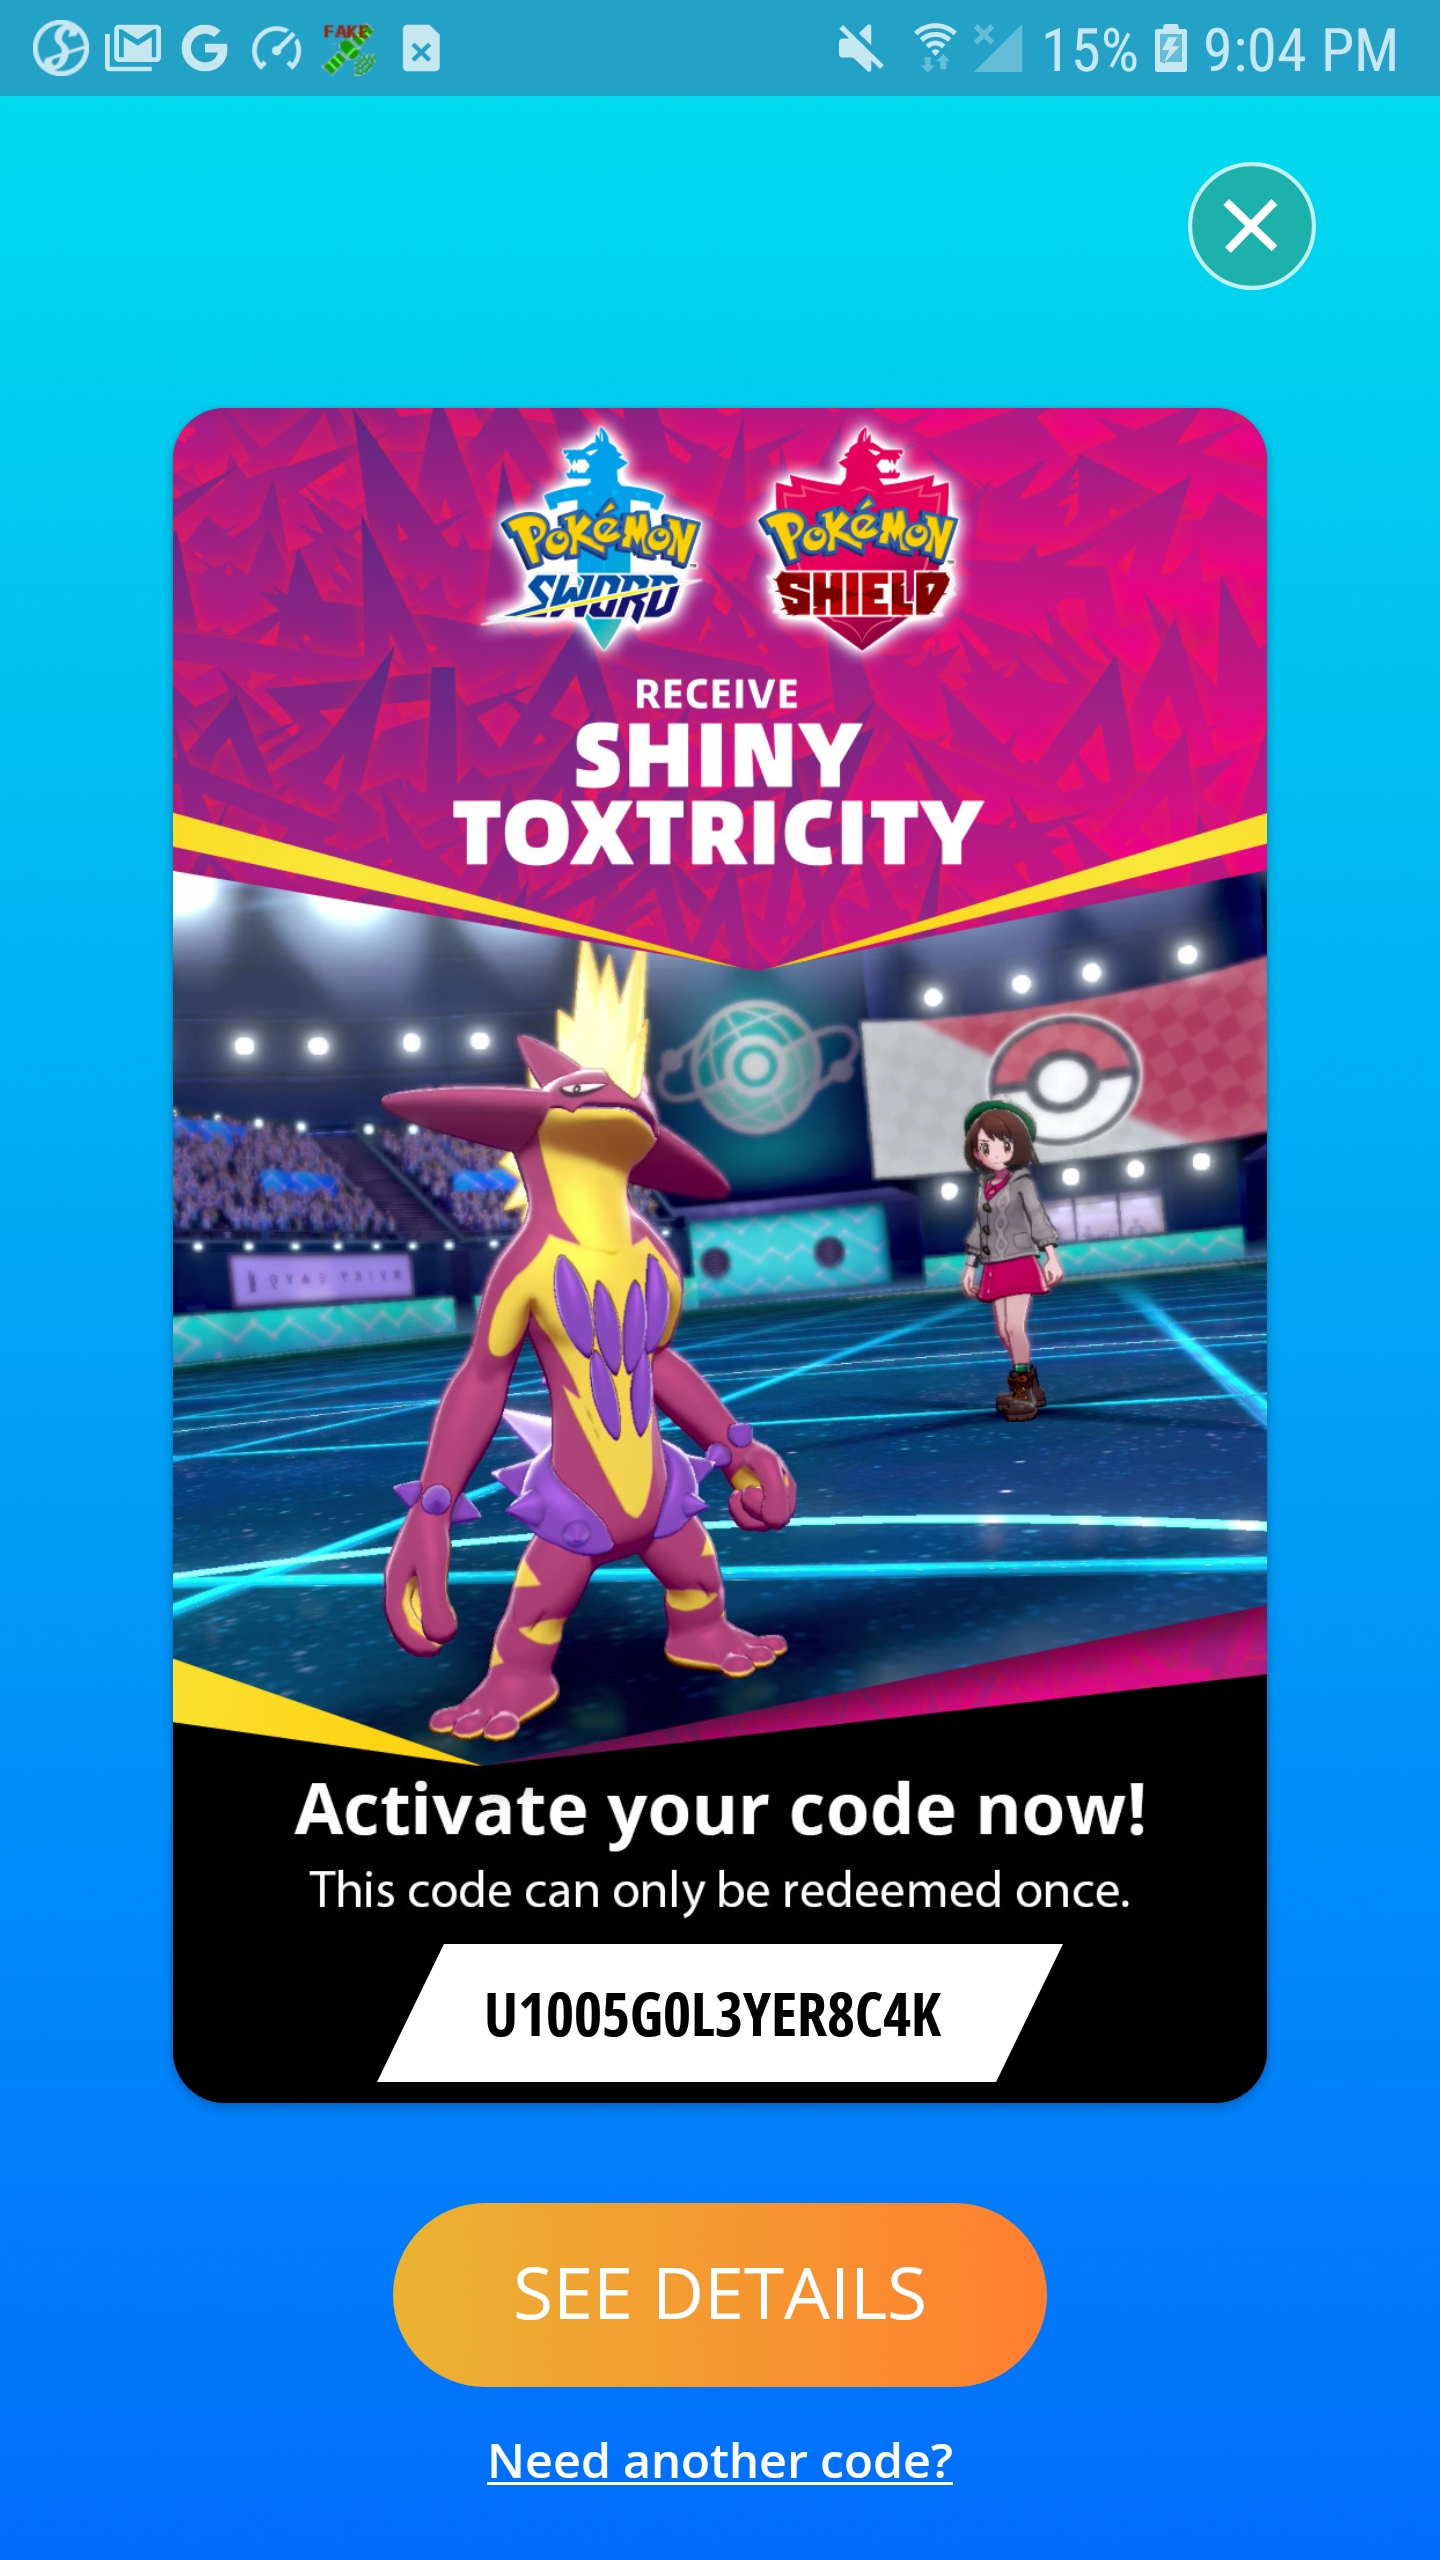 FAKE
15% 9:04 PM
POKÉMON POKÉMON
SWORD SHIELD
RECEIVE
SHINY
TOXTRICITY
Activate your code now!
This code can only be redeemed once.
U1005G0L3YER8C4K
SEE DETAILS
Need another code?